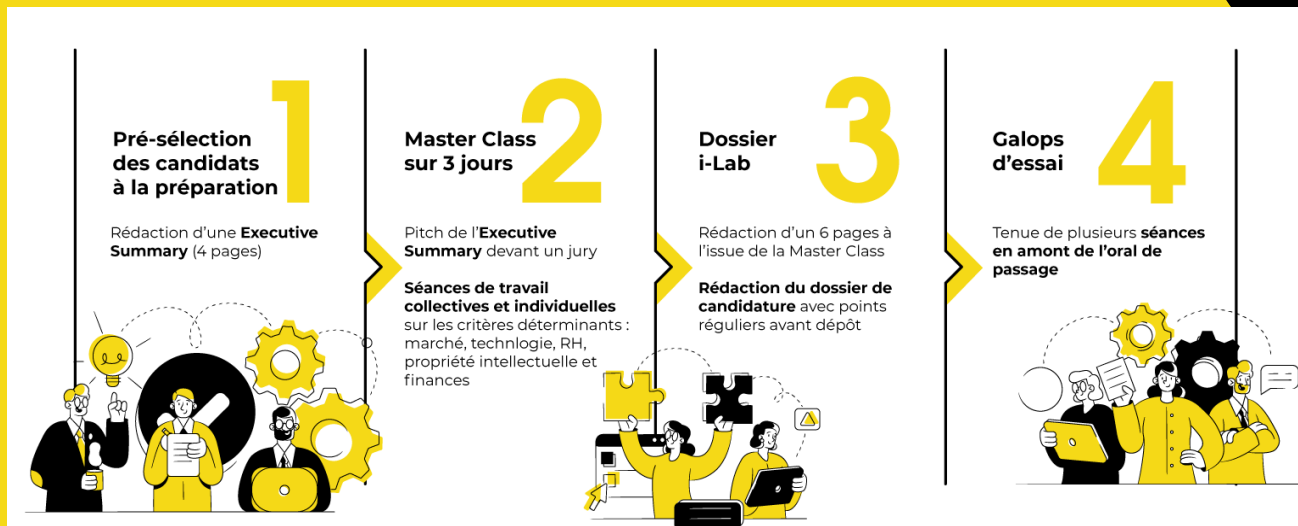 1
Pré-sélection
des candidats
à la préparation
Rédaction d'une Executive
Summary (4 pages)
2
Master Class
sur 3 jours
Pitch de l'Executive
Summary devant un jury
Séances de travail
collectives et individuelles
sur les critères déterminants :
marché, technlogie, RH,
propriété intellectuelle et
finances
3
Dossier
i-Lab
Rédaction d'un 6 pages à
l'issue de la Master Class
Rédaction du dossier de
candidature avec points
réguliers avant dépôt
4
Galops
d'essai
Tenue de plusieurs séances
en amont de l'oral de
passage